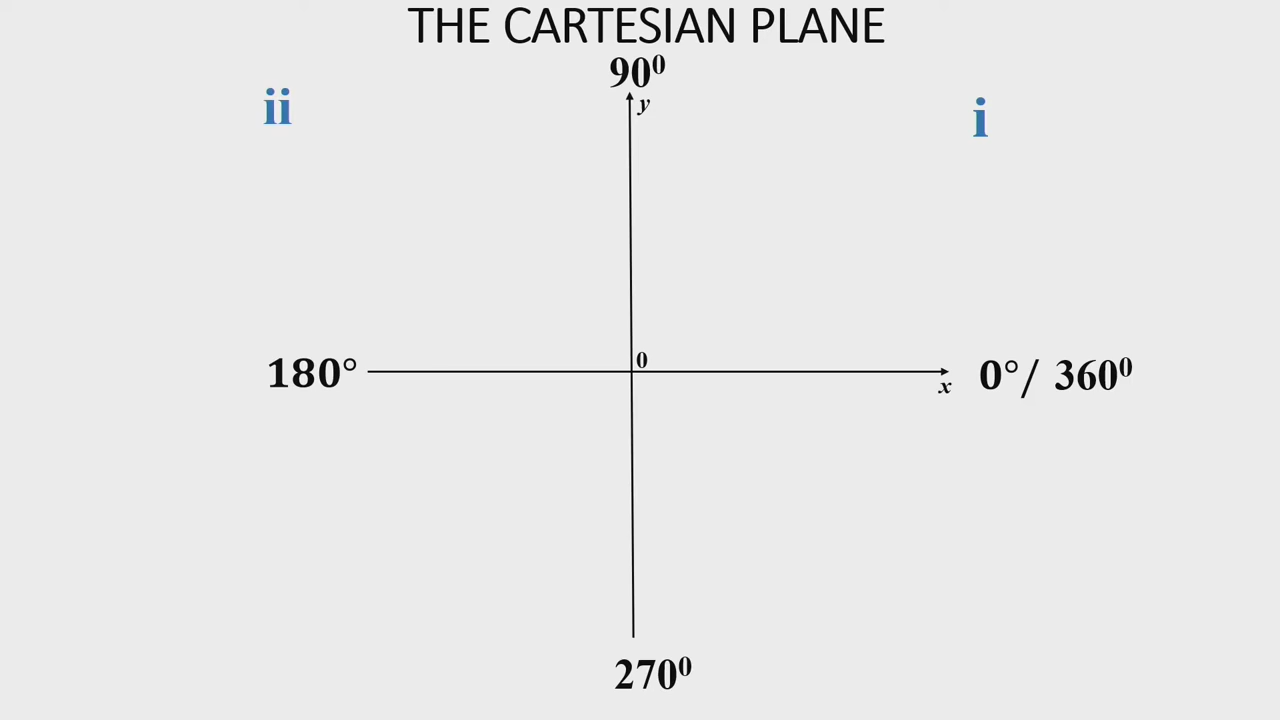 THE CARTESIAN PLANE
90⁰
y
ii
i
0
180°
x
0°/ 360⁰
270⁰